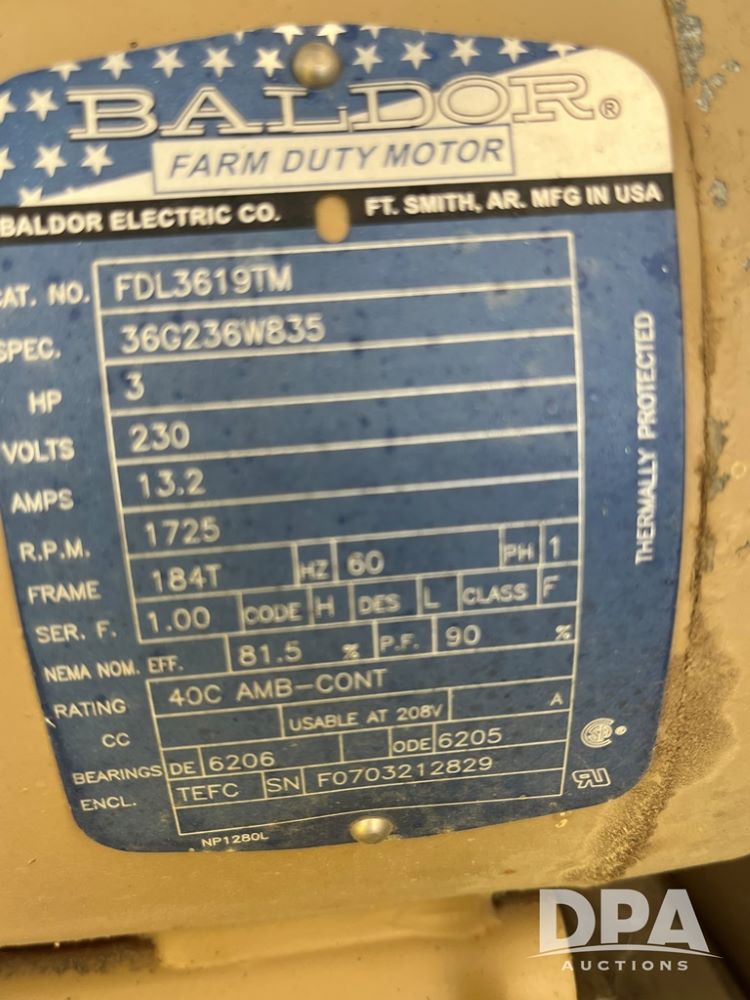 BALDOR®
FARM DUTY MOTOR
BALDOR ELECTRIC CO. FT. SMITH, AR. MFG IN USA
CAT. NO. FDL3619TM
SPEC. 36G236W835
HP 3
VOLTS 230
AMPS 13.2
R.P.M. 1725
FRAME 184T HZ 60 PH 1
SER. F. 1.00 CODE H DES L CLASS F
NEMA NOM. EFF. 81.5 % P.F. 90 %
RATING 40C AMB-CONT
CC USABLE AT 208V A
BEARINGS DE 6206 ODE 6205
ENCL. TEFC SN F0703212829
NP1280L
THERMALLY PROTECTED
DPA
AUCTIONS